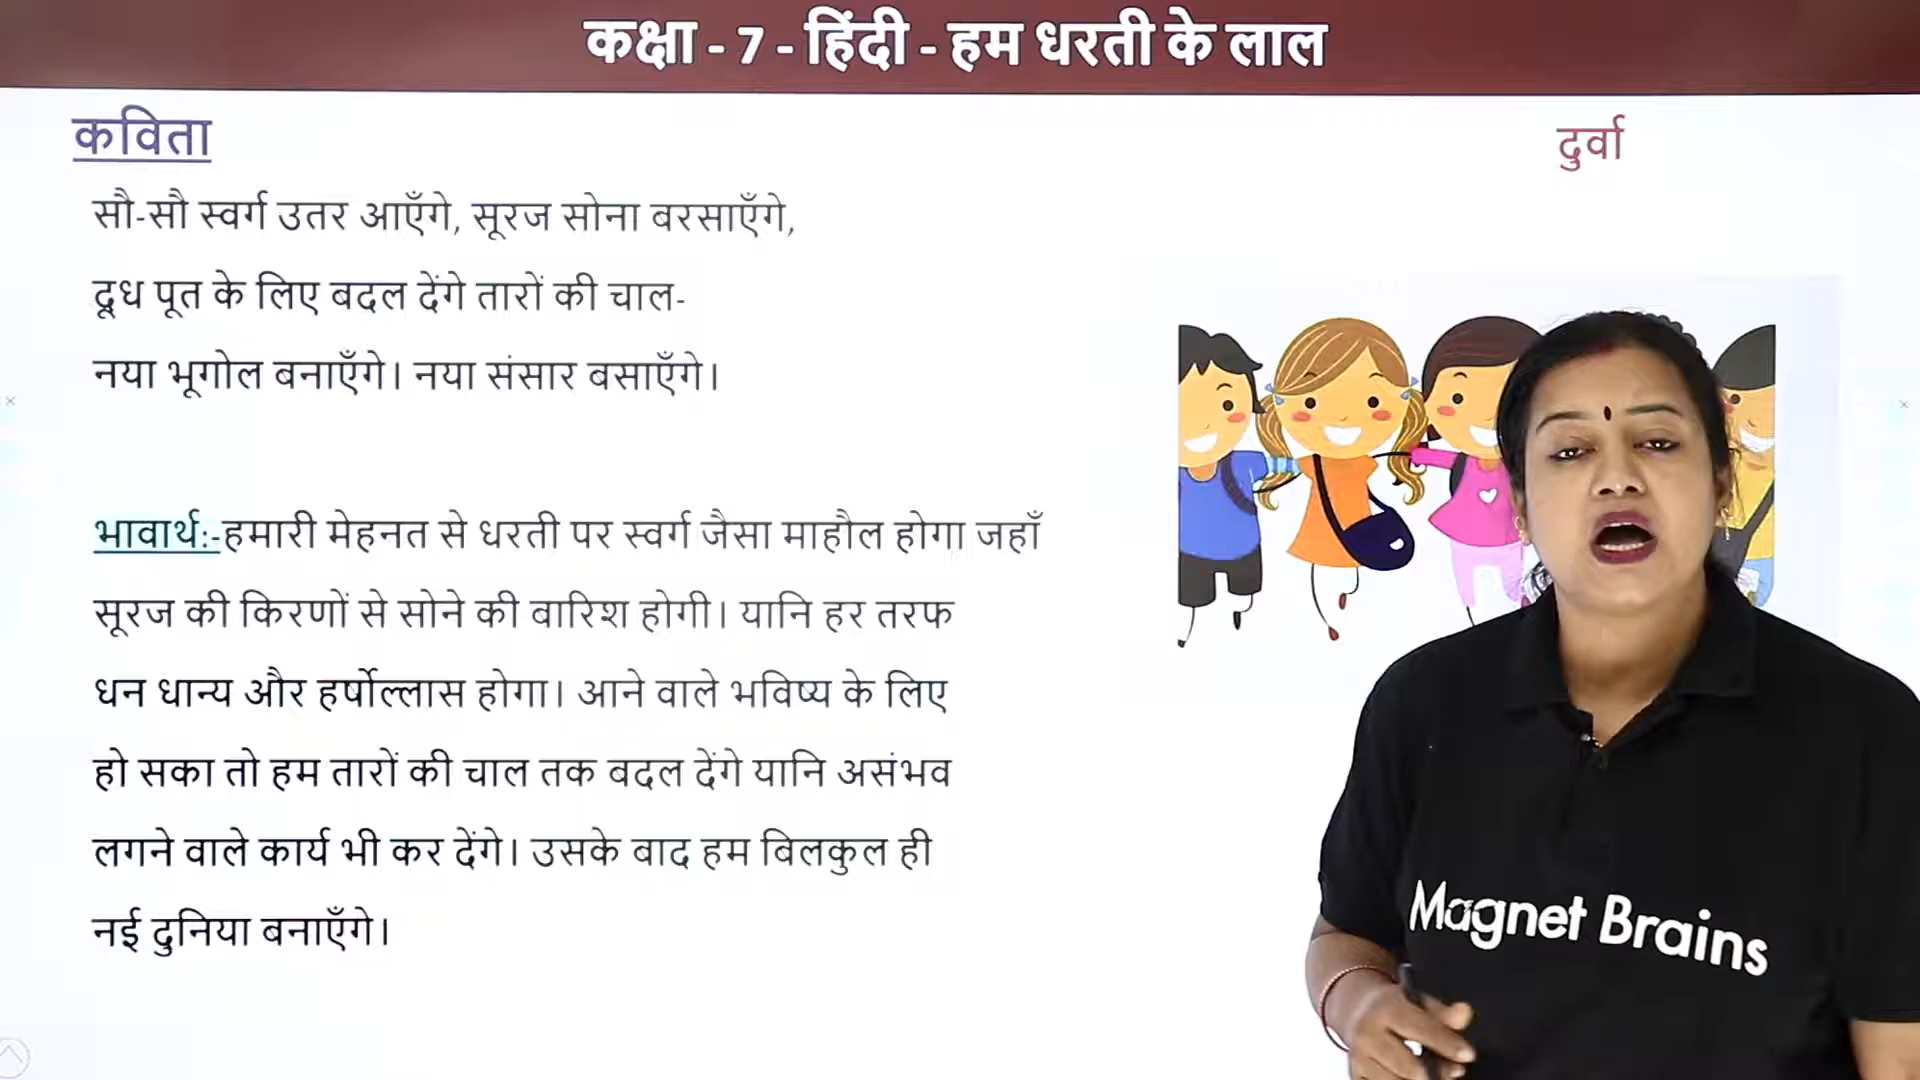 कक्षा - 7 - हिंदी - हम धरती के लाल
कविता
दुर्वा
सौ-सौ स्वर्ग उतर आएँगे, सूरज सोना बरसाएँगे,
दूध पूत के लिए बदल देंगे तारों की चाल-
नया भूगोल बनाएँगे। नया संसार बसाएँगे।
भावार्थ:-हमारी मेहनत से धरती पर स्वर्ग जैसा माहौल होगा जहाँ
सूरज की किरणों से सोने की बारिश होगी। यानि हर तरफ
धन धान्य और हर्षोल्लास होगा। आने वाले भविष्य के लिए
हो सका तो हम तारों की चाल तक बदल देंगे यानि असंभव
लगने वाले कार्य भी कर देंगे। उसके बाद हम बिलकुल ही
नई दुनिया बनाएँगे।
Magnet Brains